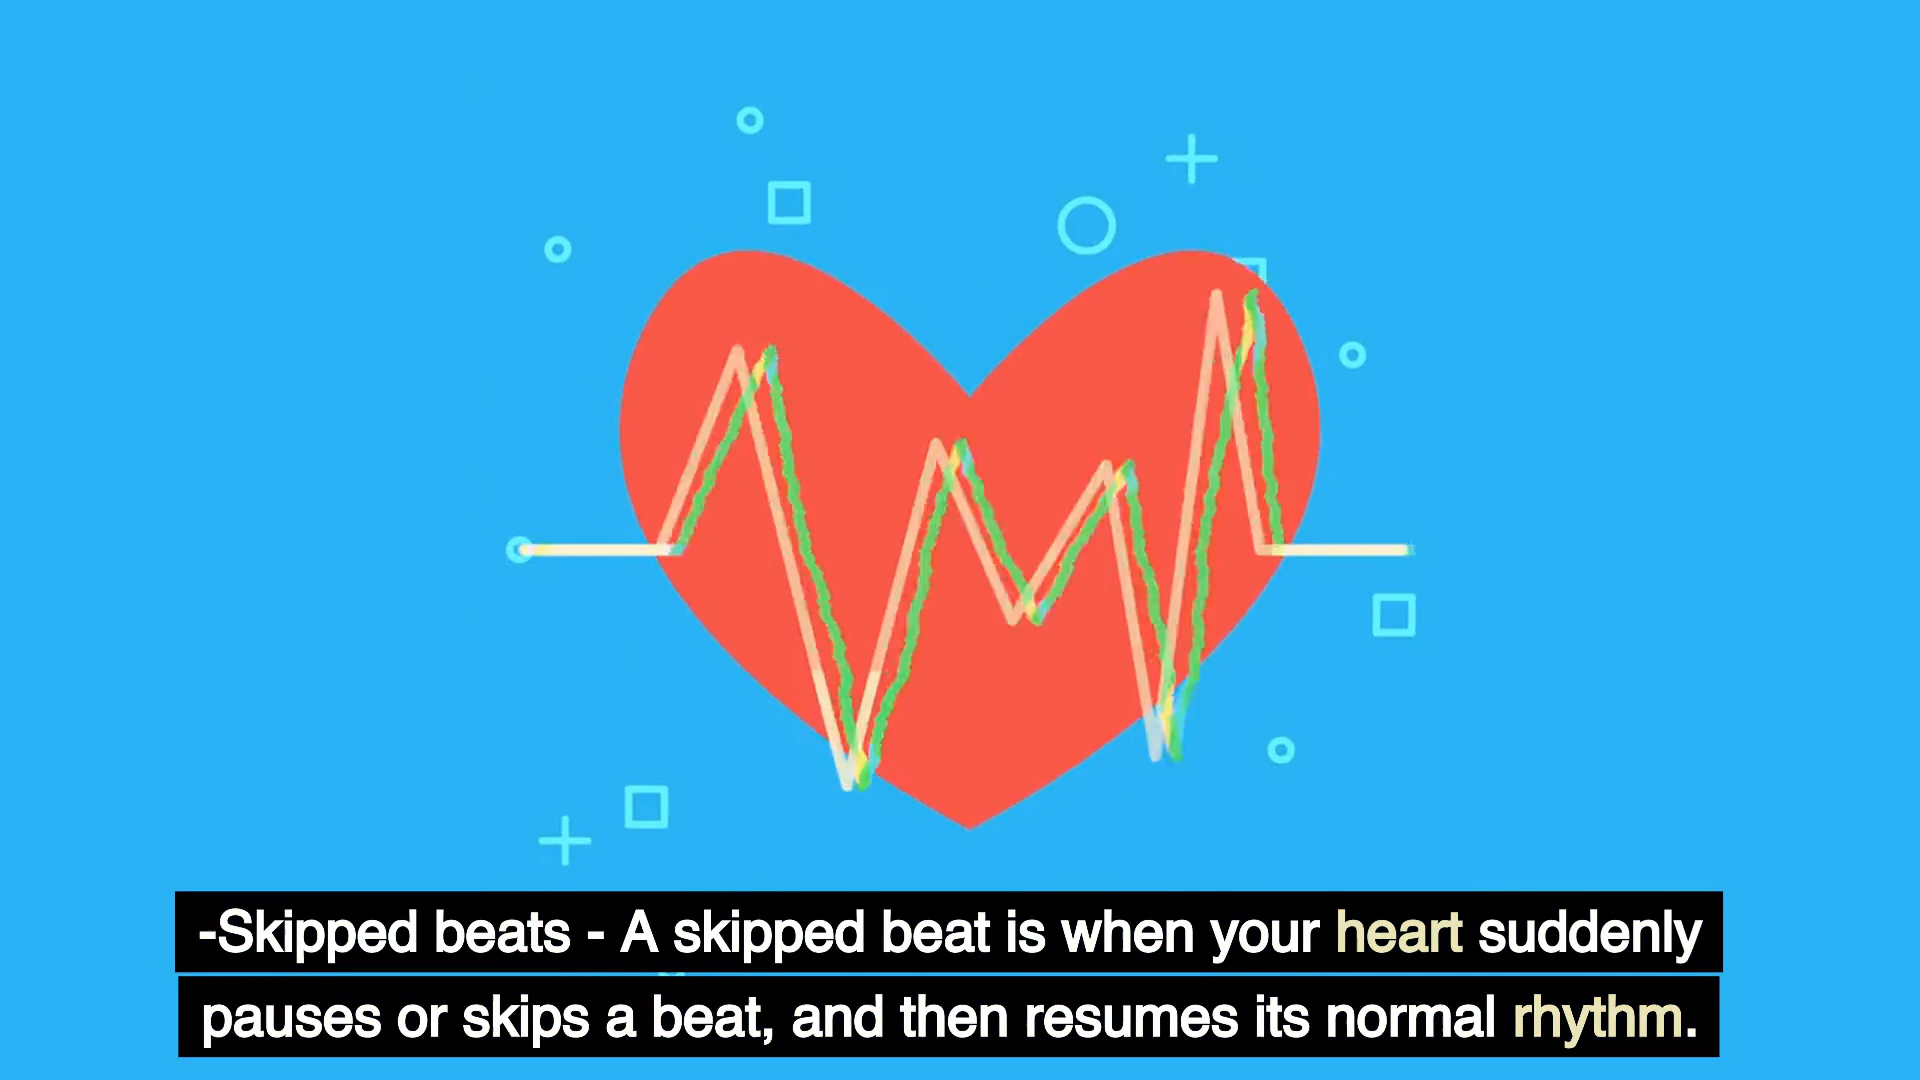 -Skipped beats - A skipped beat is when your heart suddenly
pauses or skips a beat, and then resumes its normal rhythm.